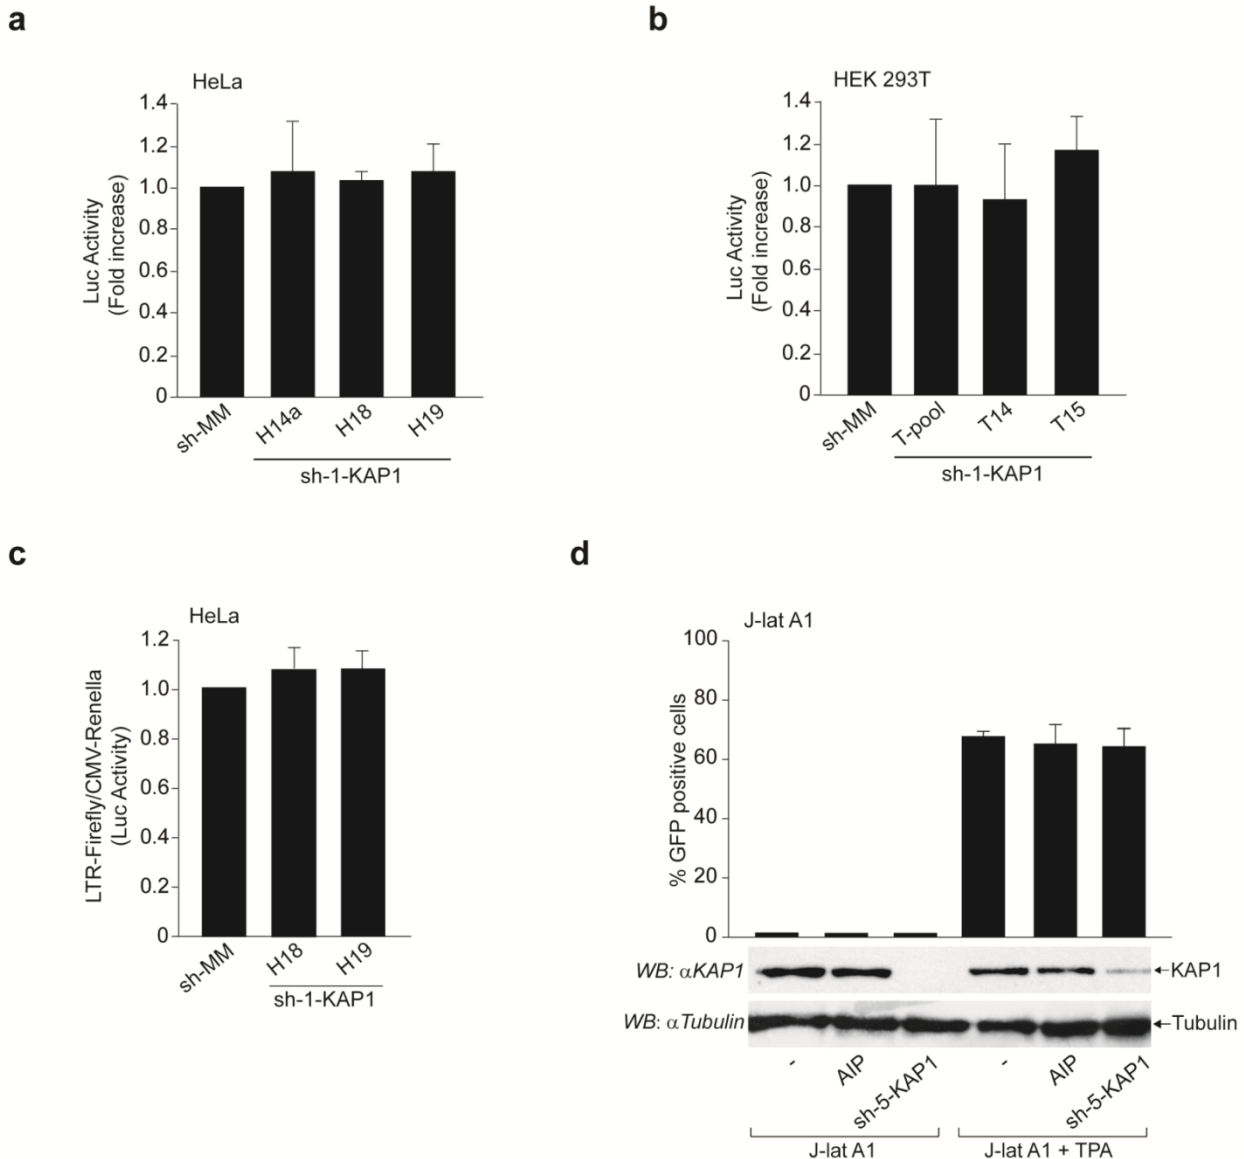 a
HeLa
Luc Activity
(Fold increase)
1.4
1.2
1.0
0.8
0.6
0.4
0.2
0
sh-MM
H14a
H18
H19
sh-1-KAP1
b
HEK 293T
Luc Activity
(Fold increase)
1.4
1.2
1.0
0.8
0.6
0.4
0.2
0
sh-MM
T-pool
T14
T15
sh-1-KAP1
c
HeLa
LTR-Firefly/CMV-Renella
(Luc Activity)
1.2
1.0
0.8
0.6
0.4
0.2
0
sh-MM
H18
H19
sh-1-KAP1
d
J-lat A1
% GFP positive cells
100
80
60
40
20
0
WB: αKAP1
KAP1
WB: αTubulin
Tubulin
-
AIP
sh-5-KAP1
-
AIP
sh-5-KAP1
J-lat A1
J-lat A1 + TPA